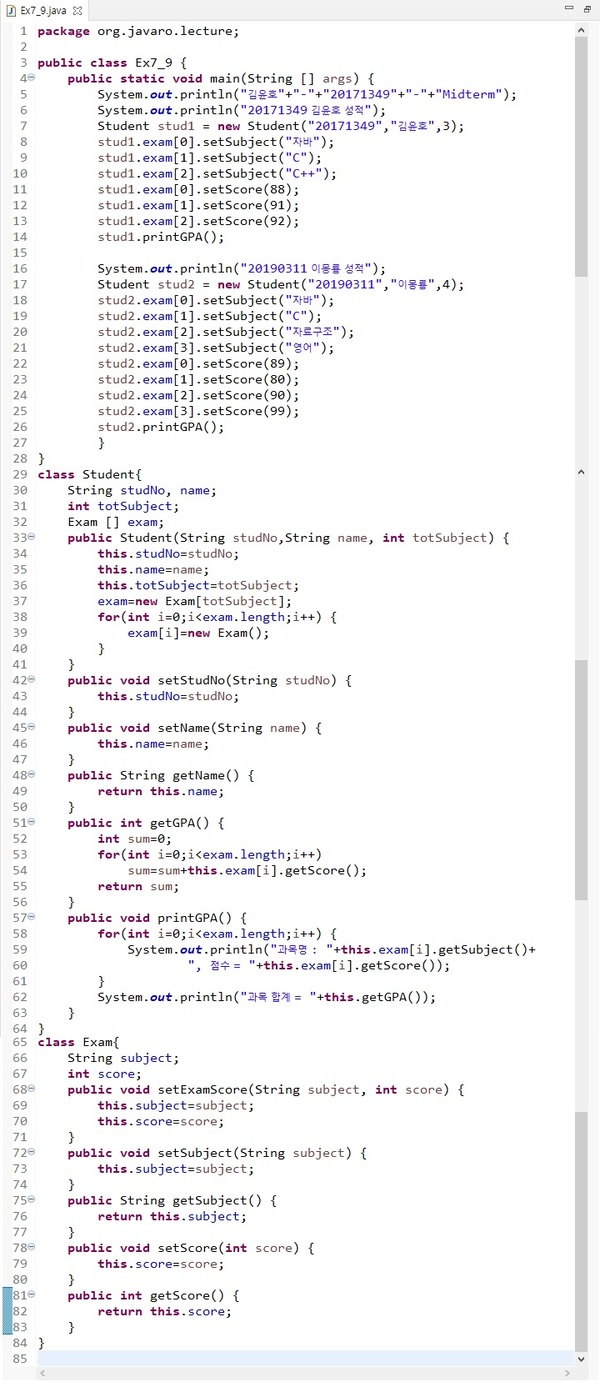 Ex7_9.java
1 package org.javaro.lecture;
2
3 public class Ex7_9 {
4 public static void main(String [] args) {
5 System.out.println("김윤호"+"-"+"20171349"+"-"+"Midterm");
6 System.out.println("20171349 김윤호 성적");
7 Student stud1 = new Student("20171349","김윤호",3);
8 stud1.exam[0].setSubject("자바");
9 stud1.exam[1].setSubject("C");
10 stud1.exam[2].setSubject("C++");
11 stud1.exam[0].setScore(88);
12 stud1.exam[1].setScore(91);
13 stud1.exam[2].setScore(92);
14 stud1.printGPA();
15
16 System.out.println("20190311 이몽룡 성적");
17 Student stud2 = new Student("20190311","이몽룡",4);
18 stud2.exam[0].setSubject("자바");
19 stud2.exam[1].setSubject("C");
20 stud2.exam[2].setSubject("자료구조");
21 stud2.exam[3].setSubject("영어");
22 stud2.exam[0].setScore(89);
23 stud2.exam[1].setScore(80);
24 stud2.exam[2].setScore(90);
25 stud2.exam[3].setScore(99);
26 stud2.printGPA();
27 }
28 }
29 class Student{
30 String studNo, name;
31 int totSubject;
32 Exam [] exam;
33 public Student(String studNo,String name, int totSubject) {
34 this.studNo=studNo;
35 this.name=name;
36 this.totSubject=totSubject;
37 exam=new Exam[totSubject];
38 for(int i=0;i<exam.length;i++) {
39 exam[i]=new Exam();
40 }
41 }
42 public void setStudNo(String studNo) {
43 this.studNo=studNo;
44 }
45 public void setName(String name) {
46 this.name=name;
47 }
48 public String getName() {
49 return this.name;
50 }
51 public int getGPA() {
52 int sum=0;
53 for(int i=0;i<exam.length;i++)
54 sum=sum+this.exam[i].getScore();
55 return sum;
56 }
57 public void printGPA() {
58 for(int i=0;i<exam.length;i++) {
59 System.out.println("과목명 : "+this.exam[i].getSubject()+
60 ", 점수 = "+this.exam[i].getScore());
61 }
62 System.out.println("과목 합계 = "+this.getGPA());
63 }
64 }
65 class Exam{
66 String subject;
67 int score;
68 public void setExamScore(String subject, int score) {
69 this.subject=subject;
70 this.score=score;
71 }
72 public void setSubject(String subject) {
73 this.subject=subject;
74 }
75 public String getSubject() {
76 return this.subject;
77 }
78 public void setScore(int score) {
79 this.score=score;
80 }
81 public int getScore() {
82 return this.score;
83 }
84 }
85